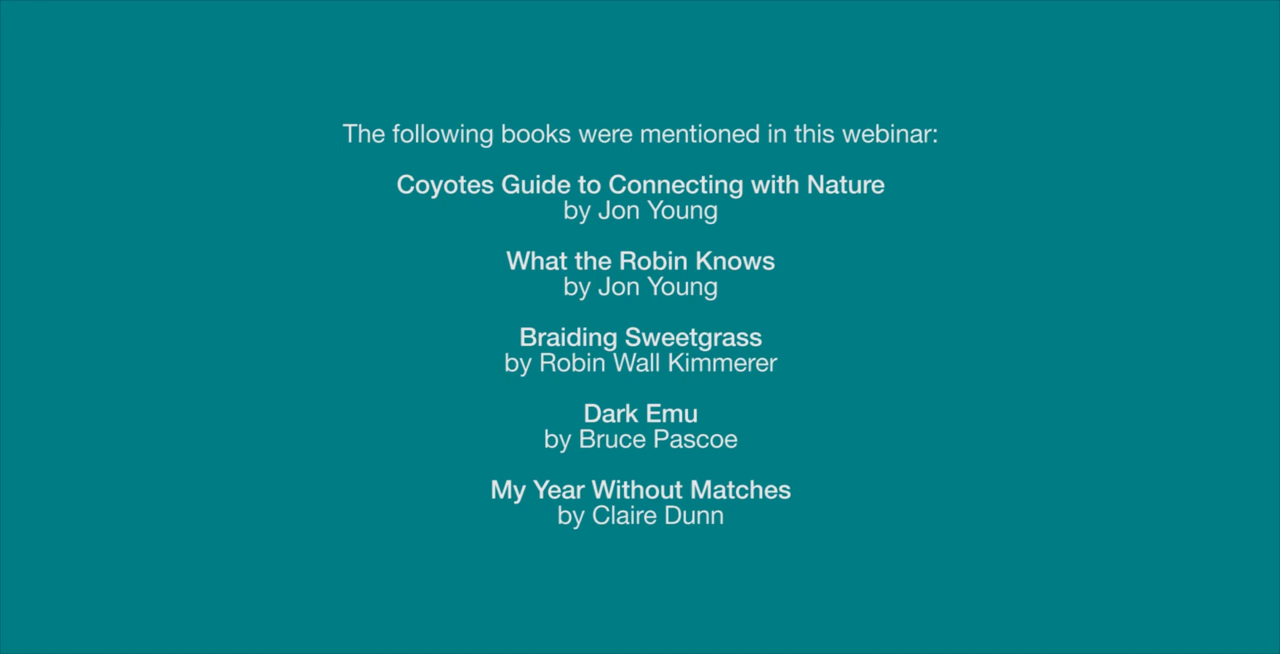 The following books were mentioned in this webinar:
Coyotes Guide to Connecting with Nature
by Jon Young
What the Robin Knows
by Jon Young
Braiding Sweetgrass
by Robin Wall Kimmerer
Dark Emu
by Bruce Pascoe
My Year Without Matches
by Claire Dunn